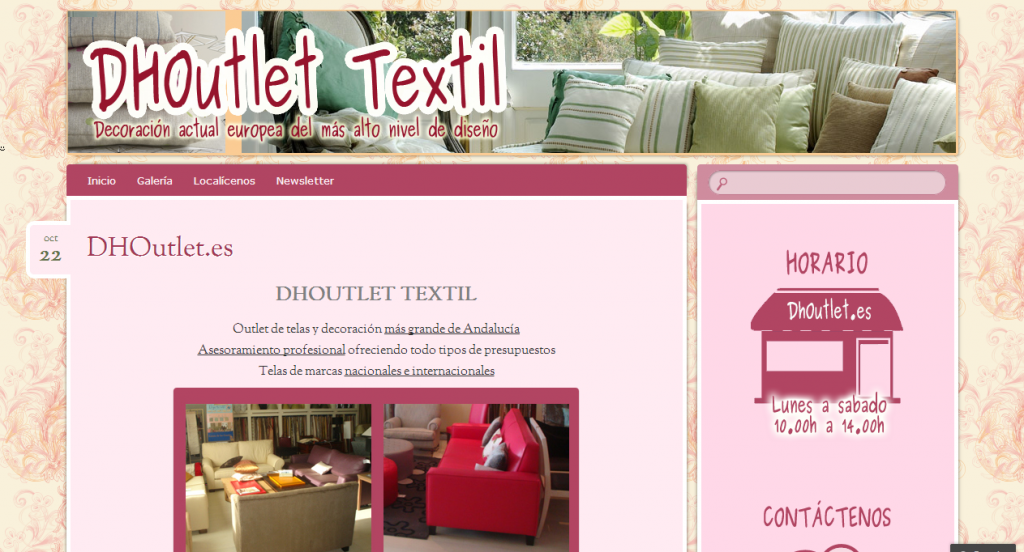 DHOutlet Textil
Decoración actual europea del más alto nivel de diseño
Inicio Galería Localícenos Newsletter
oct
22
DHOutlet.es
DHOUTLET TEXTIL
Outlet de telas y decoración más grande de Andalucía
Asesoramiento profesional ofreciendo todo tipos de presupuestos
Telas de marcas nacionales e internacionales
HORARIO
DhOutlet.es
Lunes a sabado
10.00h a 14.00h
CONTÁCTENOS